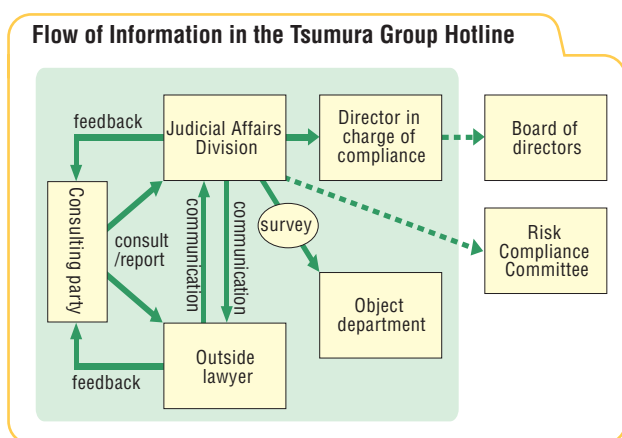 Flow of Information in the Tsumura Group Hotline
feedback
Judicial Affairs
Division
Director in
charge of
compliance
Board of
directors
Consulting party
consult
/report
communication
communication
survey
Risk
Compliance
Committee
Object
department
Outside
lawyer
feedback